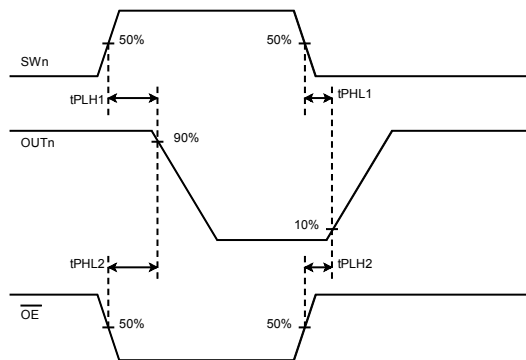 50% 50%
SWn
tPLH1 tPHL1
OUTn 90%
10%
tPHL2 tPLH2
OE
50% 50%